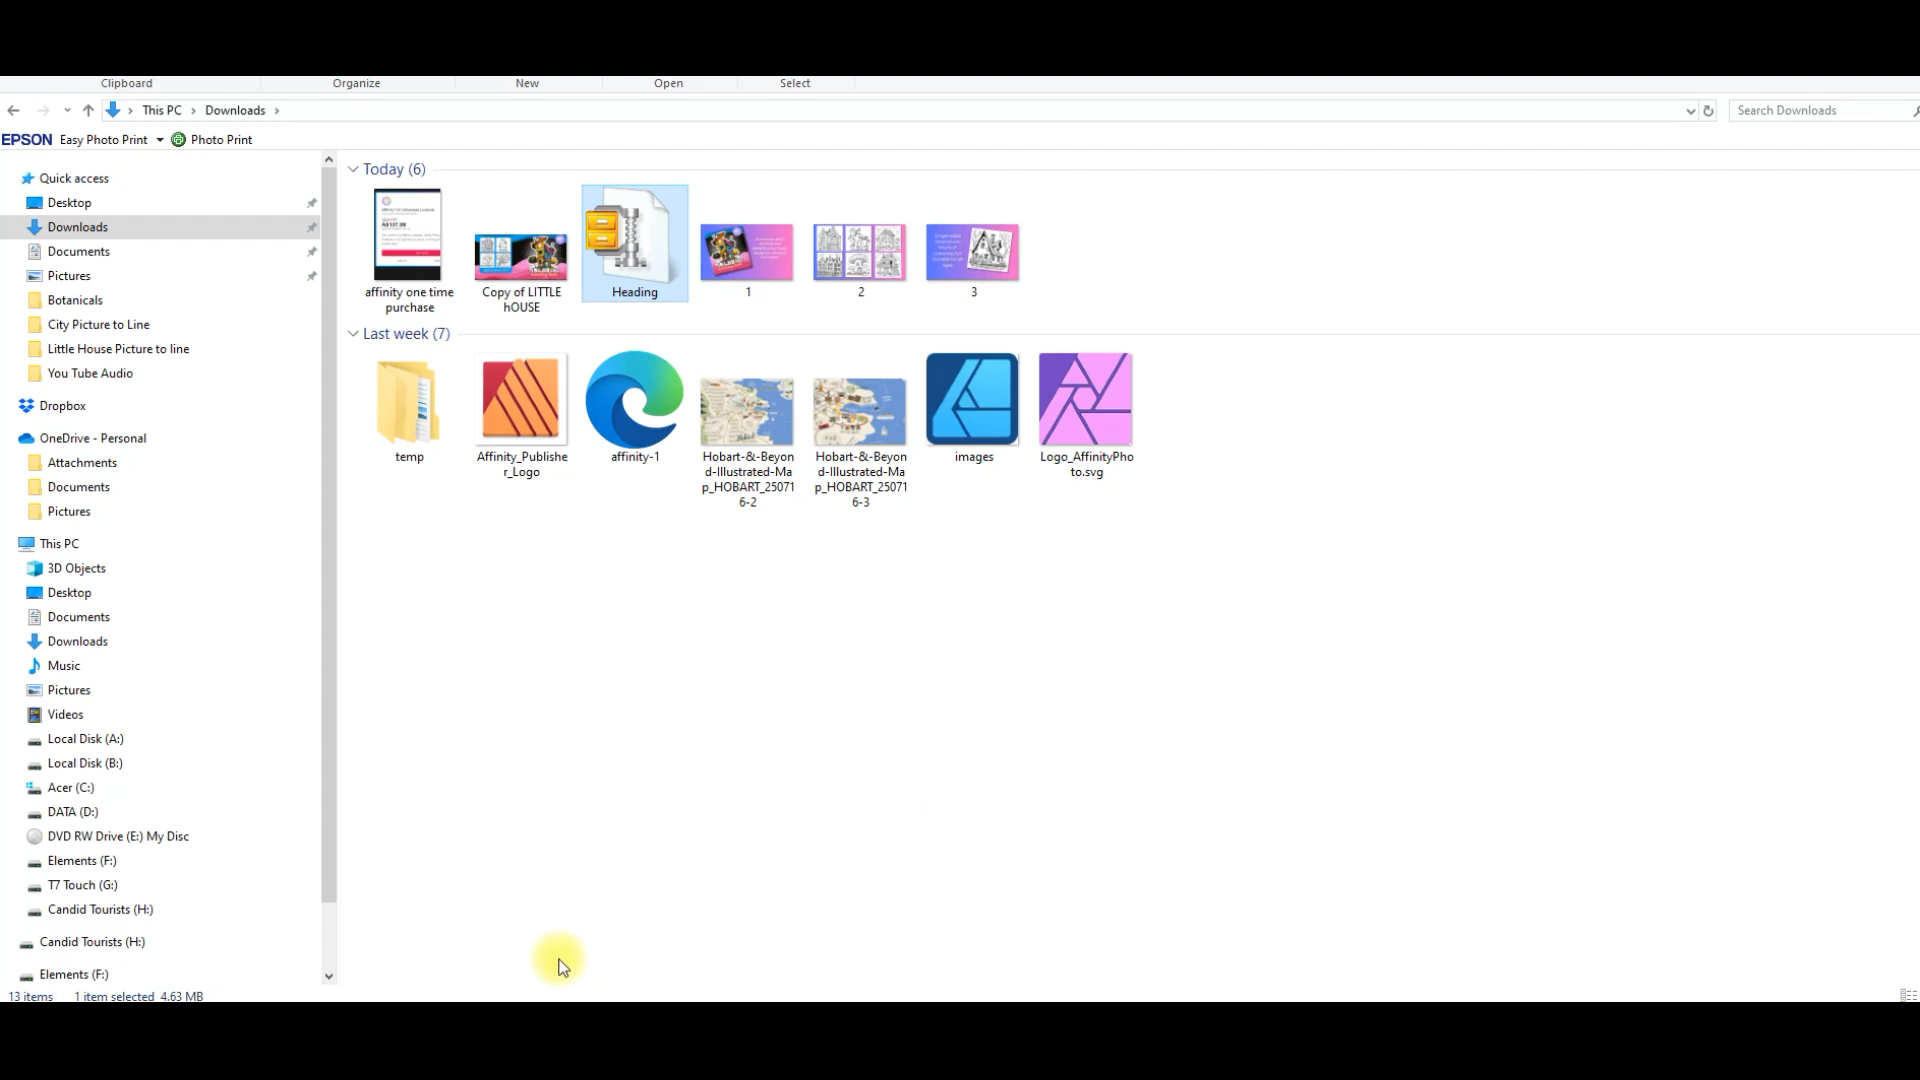 Clipboard
Organize
New
Open
Select
This PC
Downloads
Search Downloads
EPSON Easy Photo Print
Photo Print
Quick access
Desktop
Downloads
Documents
Pictures
Botanicals
City Picture to Line
Little House Picture to line
You Tube Audio
Dropbox
OneDrive - Personal
Attachments
Documents
Pictures
This PC
3D Objects
Desktop
Documents
Downloads
Music
Pictures
Videos
Local Disk (A:)
Local Disk (B:)
Acer (C:)
DATA (D:)
DVD RW Drive (E:) My Disc
Elements (F:)
T7 Touch (G:)
Candid Tourists (H:)
Candid Tourists (H:)
Elements (F:)
Today (6)
affinity one time
purchase
Copy of LITTLE
hOUSE
Heading
1
2
3
Last week (7)
temp
Affinity_Publishe
r_Logo
affinity-1
Hobart-&-Beyon
d-Illustrated-Ma
p_HOBART_25071
6-2
Hobart-&-Beyon
d-Illustrated-Ma
p_HOBART_25071
6-3
images
Logo_AffinityPho
to.svg
13 items
1 item selected 4.63 MB